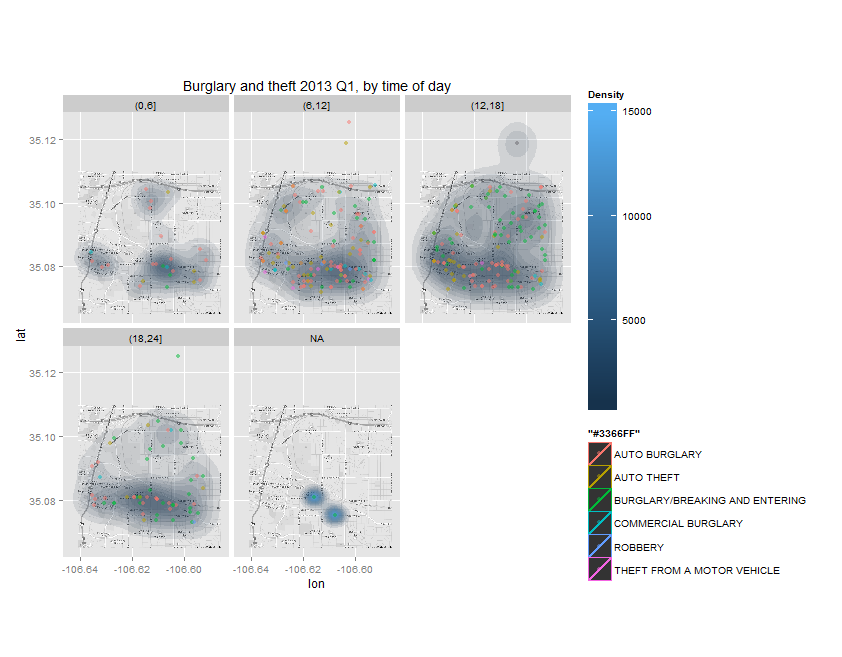 Burglary and theft 2013 Q1, by time of day
(0,6]
(6,12]
(12,18]
35.12
35.10
35.08
lat
(18,24]
NA
35.12
35.10
35.08
-106.64
-106.62
-106.60
-106.64
-106.62
-106.60
lon
Density
15000
10000
5000
"#3366FF"
AUTO BURGLARY
AUTO THEFT
BURGLARY/BREAKING AND ENTERING
COMMERCIAL BURGLARY
ROBBERY
THEFT FROM A MOTOR VEHICLE